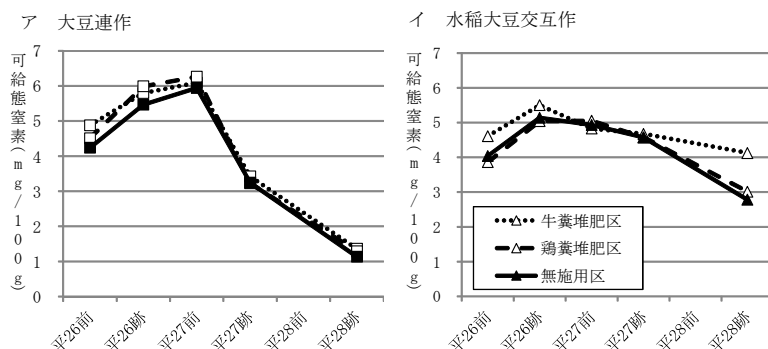 ア 大豆連作
可給態窒素(mg/100g)
7
6
5
4
3
2
1
0
平26前
平26跡
平27前
平27跡
平28前
平28跡
イ 水稲大豆交互作
可給態窒素(mg/100g)
7
6
5
4
3
2
1
0
牛糞堆肥区
鶏糞堆肥区
無施用区
平26前
平26跡
平27前
平27跡
平28前
平28跡